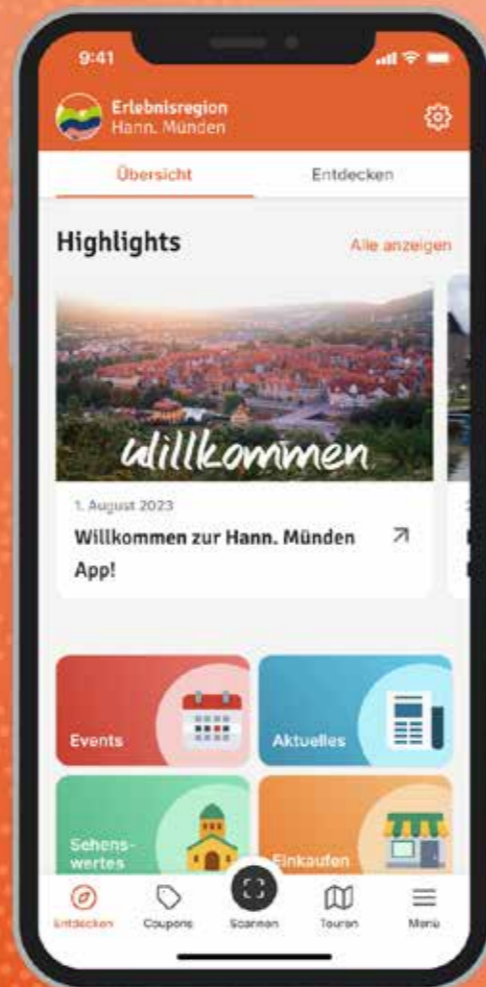 9:41
Erlebnisregion
Hann. Münden
Übersicht
Entdecken
Highlights
Alle anzeigen
Willkommen
1. August 2023
Willkommen zur Hann. Münden
App!
Events
Aktuelles
Sehens-
wertes
Einkaufen
Entdecken
Coupons
Scannen
Touren
Menü